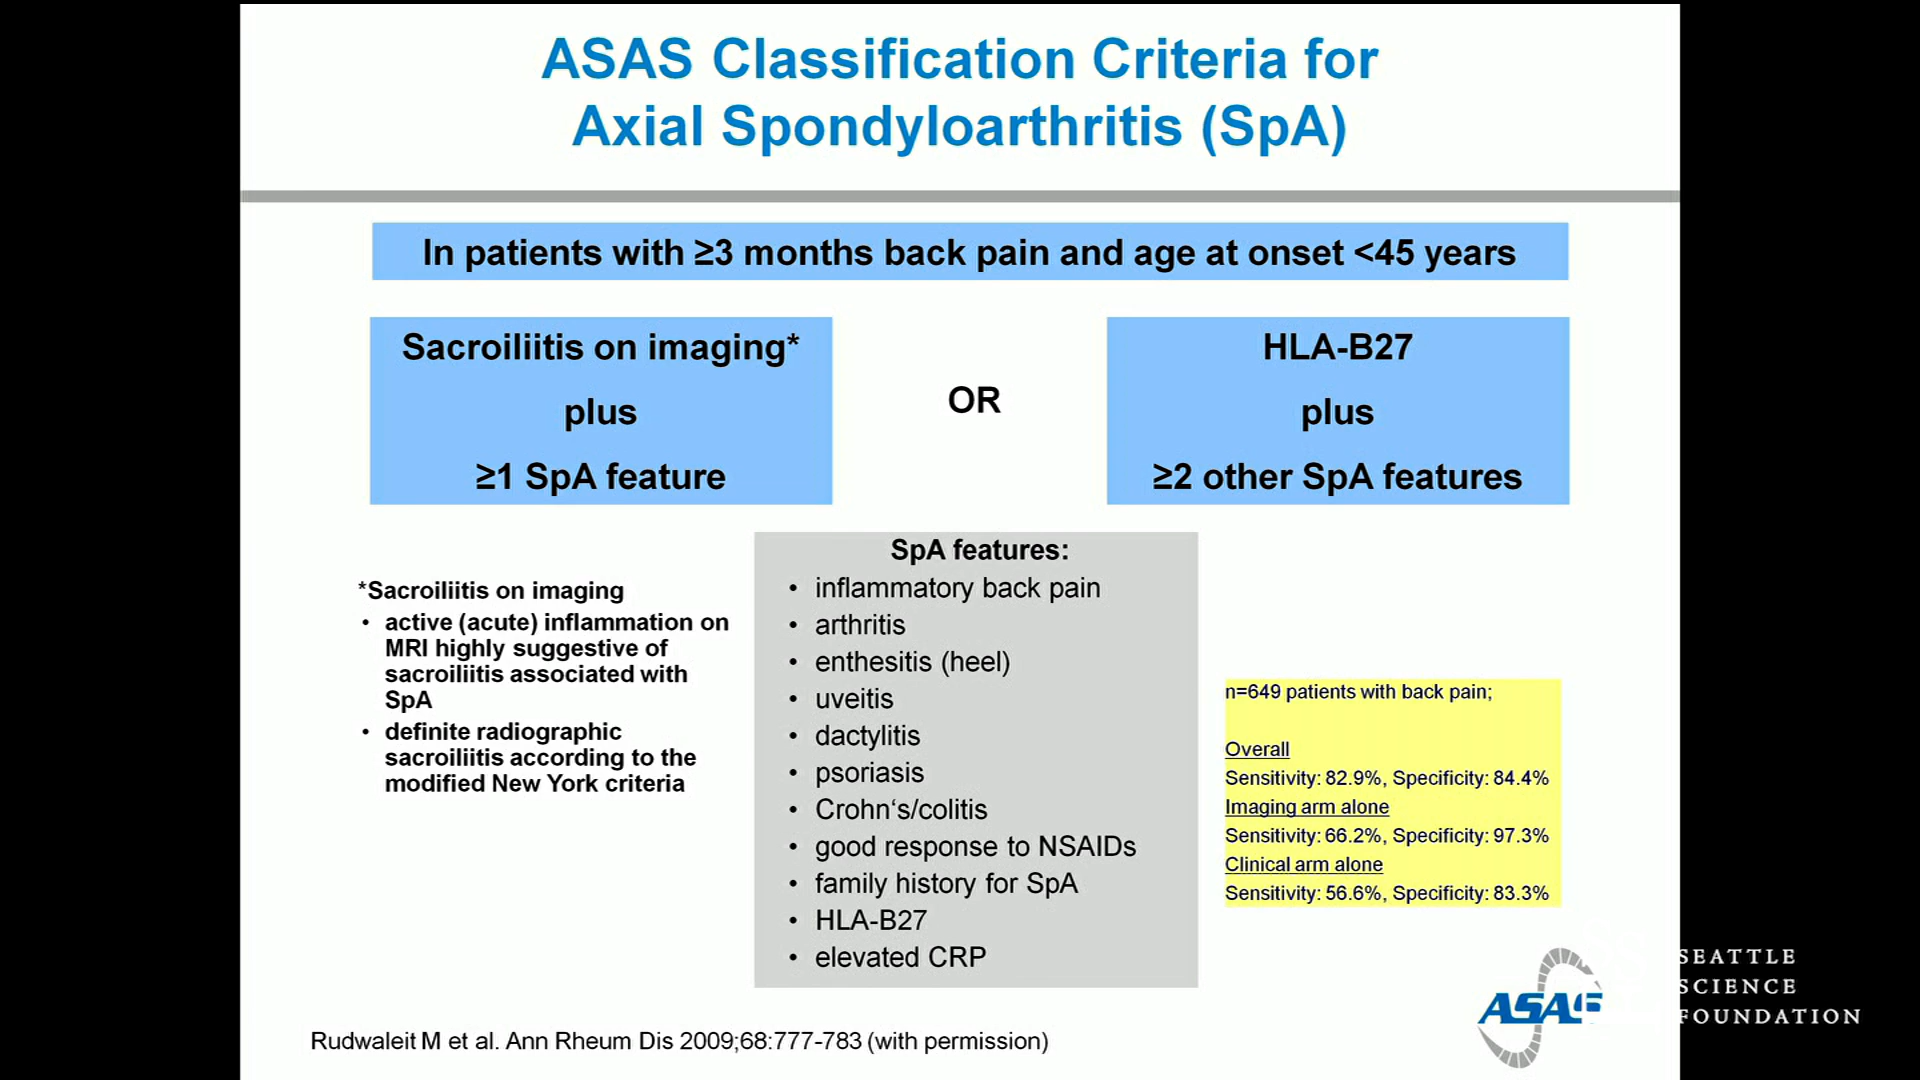 ASAS Classification Criteria for
Axial Spondyloarthritis (SpA)
In patients with ≥3 months back pain and age at onset <45 years
Sacroiliitis on imaging*
plus
≥1 SpA feature
OR
HLA-B27
plus
≥2 other SpA features
*Sacroiliitis on imaging
• active (acute) inflammation on
MRI highly suggestive of
sacroiliitis associated with
SpA
• definite radiographic
sacroiliitis according to the
modified New York criteria
SpA features:
• inflammatory back pain
• arthritis
• enthesitis (heel)
• uveitis
• dactylitis
• psoriasis
• Crohn‘s/colitis
• good response to NSAIDs
• family history for SpA
• HLA-B27
• elevated CRP
n=649 patients with back pain;
Overall
Sensitivity: 82.9%, Specificity: 84.4%
Imaging arm alone
Sensitivity: 66.2%, Specificity: 97.3%
Clinical arm alone
Sensitivity: 56.6%, Specificity: 83.3%
Rudwaleit M et al. Ann Rheum Dis 2009;68:777-783 (with permission)
ASAS
SEATTLE
SCIENCE
FOUNDATION